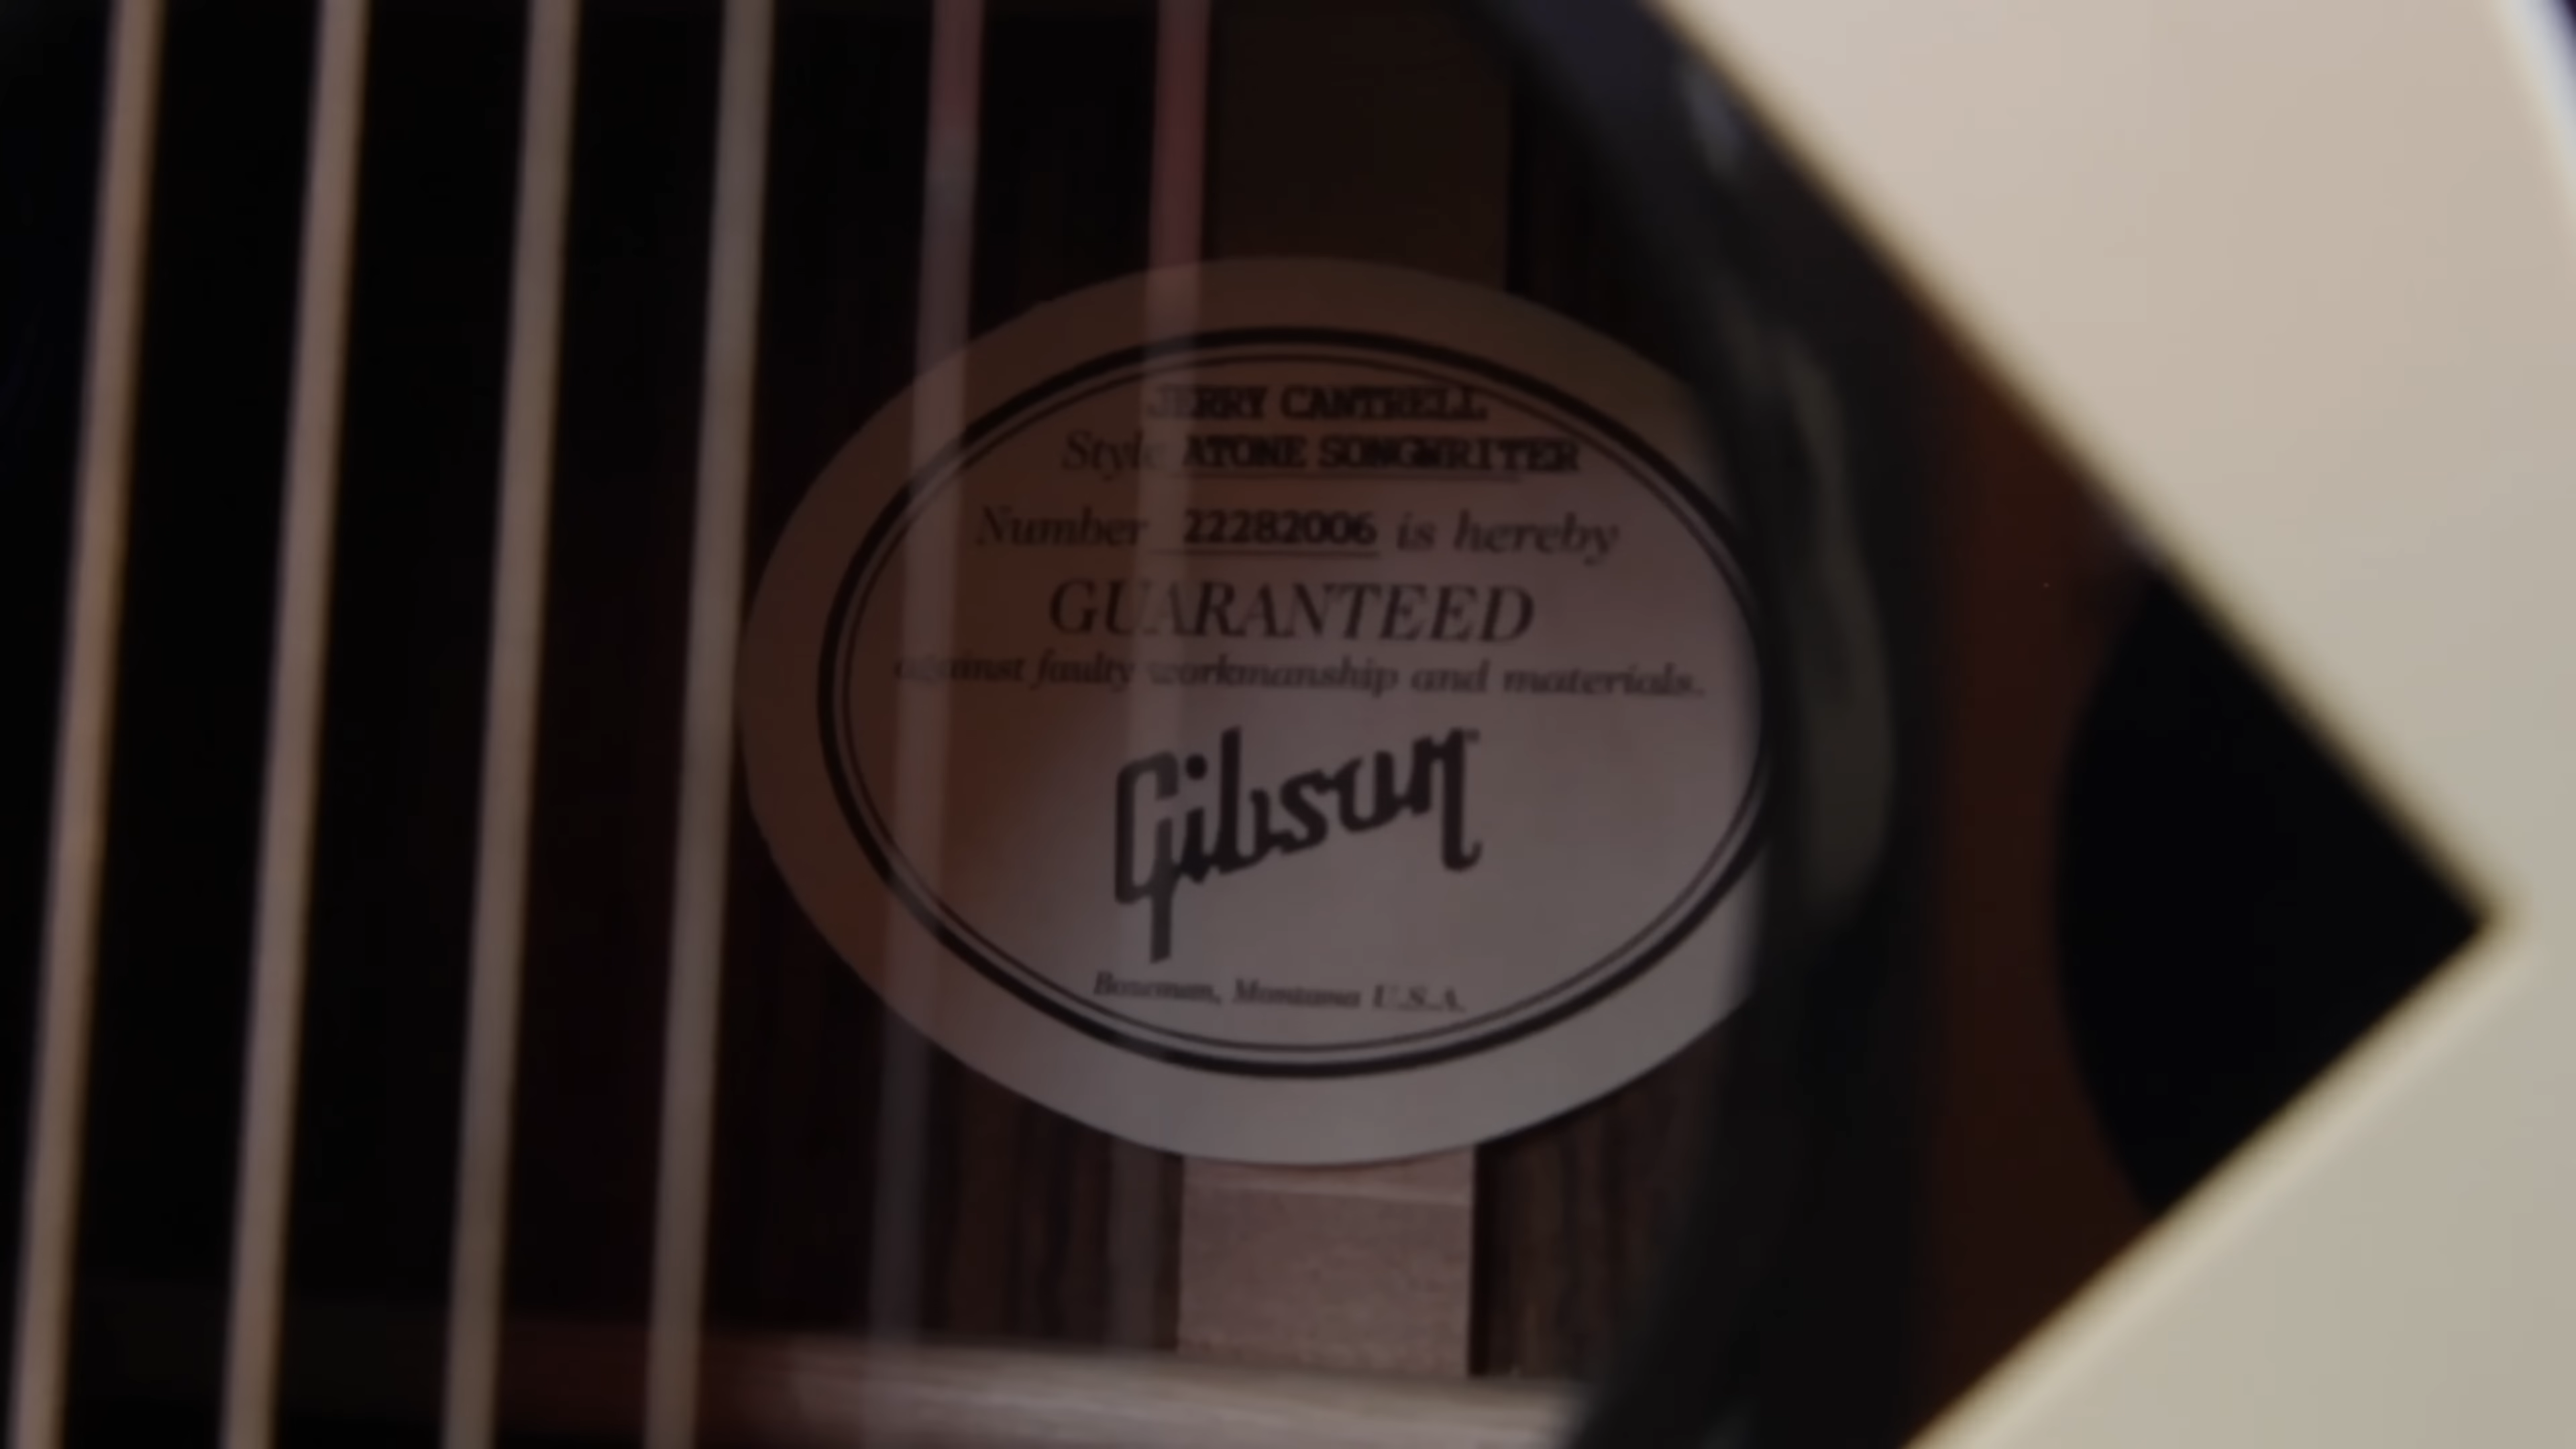 JERRY CANTRELL
Style ATONE SONGWRITER
Number 22282006 is hereby
GUARANTEED
against faulty workmanship and materials.
Gibson
Bozeman, Montana U.S.A.